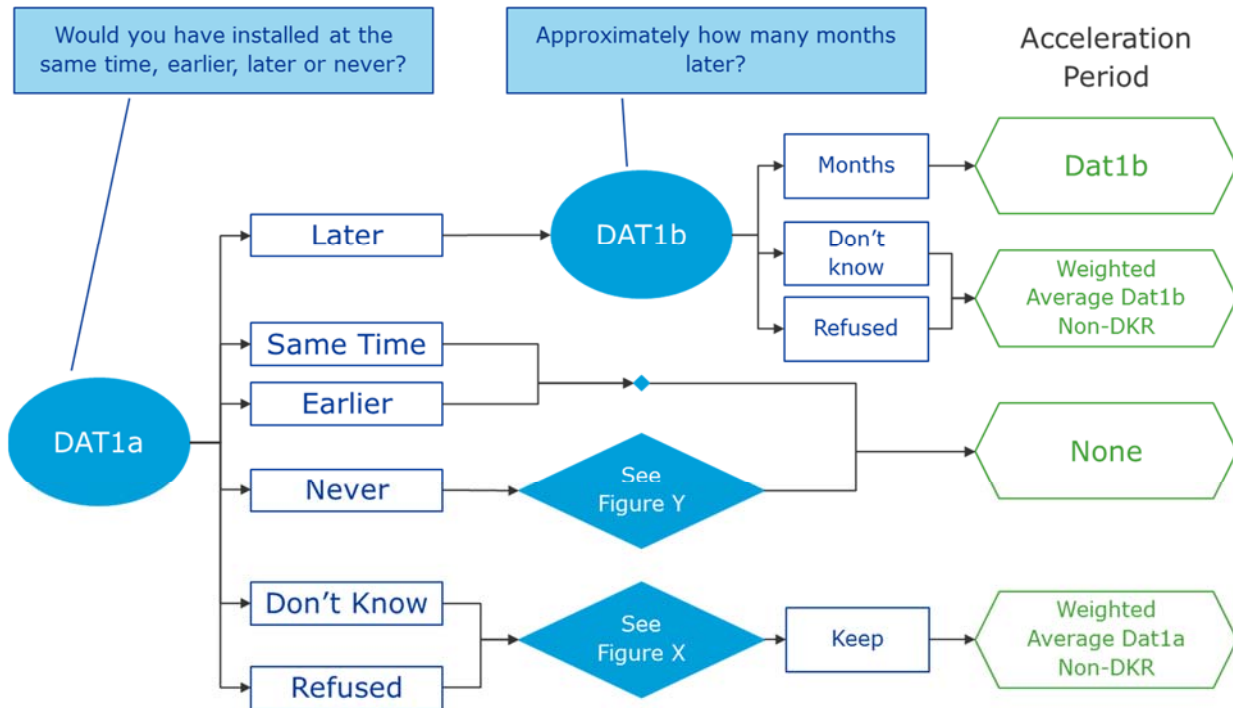 Would you have installed at the
same time, earlier, later or never?
Approximately how many months
later?
Acceleration
Period
Months
Dat1b
Later
DAT1b
Don't
know
Weighted
Average Dat1b
Non-DKR
Refused
Same Time
Earlier
DAT1a
None
Never
See
Figure Y
Don't Know
See
Figure X
Keep
Weighted
Average Dat1a
Non-DKR
Refused